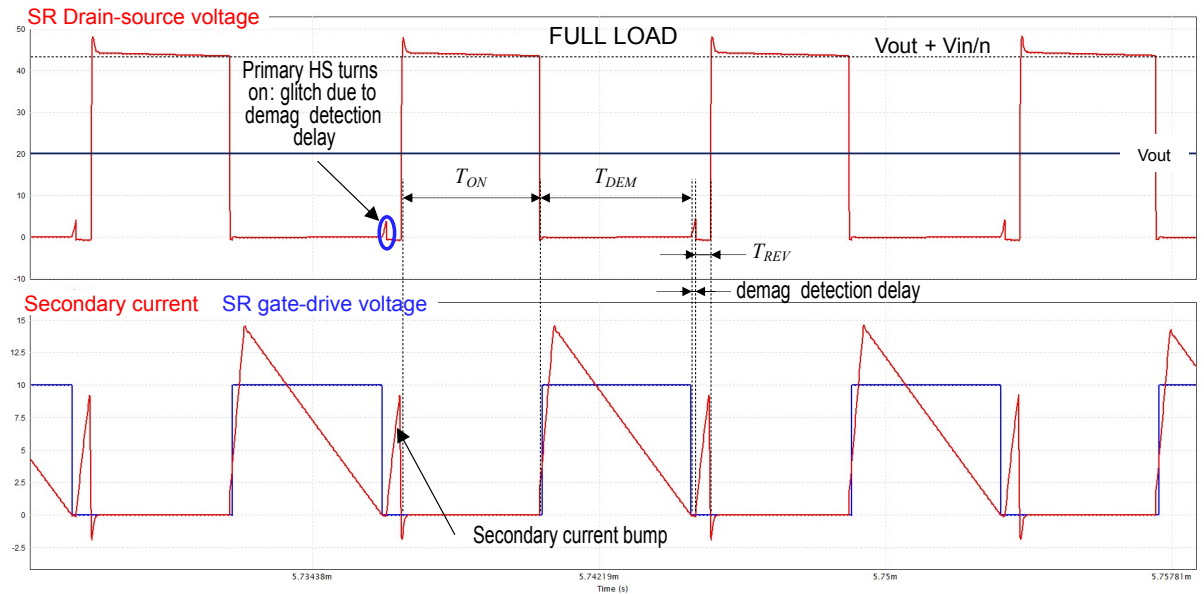 SR Drain-source voltage
FULL LOAD
Vout + Vin/n
Primary HS turns
on: glitch due to
demag detection
delay
50
40
30
20
10
0
-10
Vout
TON
TDEM
TREV
demag detection delay
Secondary current
SR gate-drive voltage
15
12.5
10
7.5
5
2.5
0
-2.5
Secondary current bump
5.73438m
5.74219m
5.75m
5.75781m
Time (s)